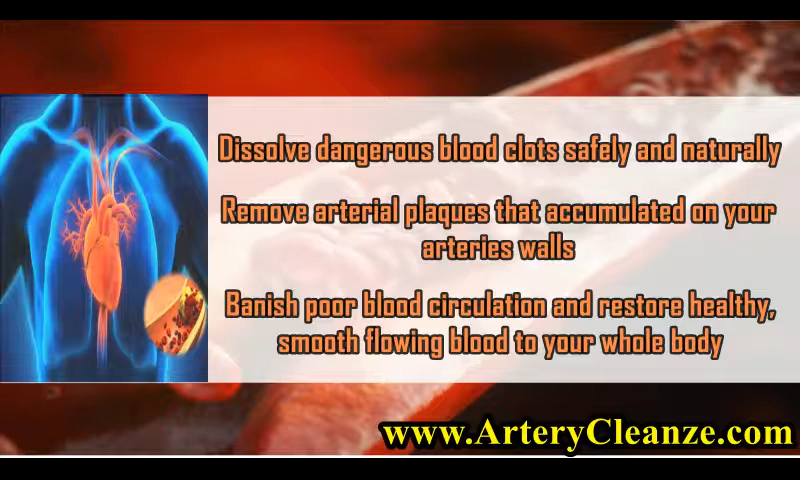 Dissolve dangerous blood clots safely and naturally
Remove arterial plaques that accumulated on your
arteries walls
Banish poor blood circulation and restore healthy,
smooth flowing blood to your whole body
www.ArteryCleanze.com